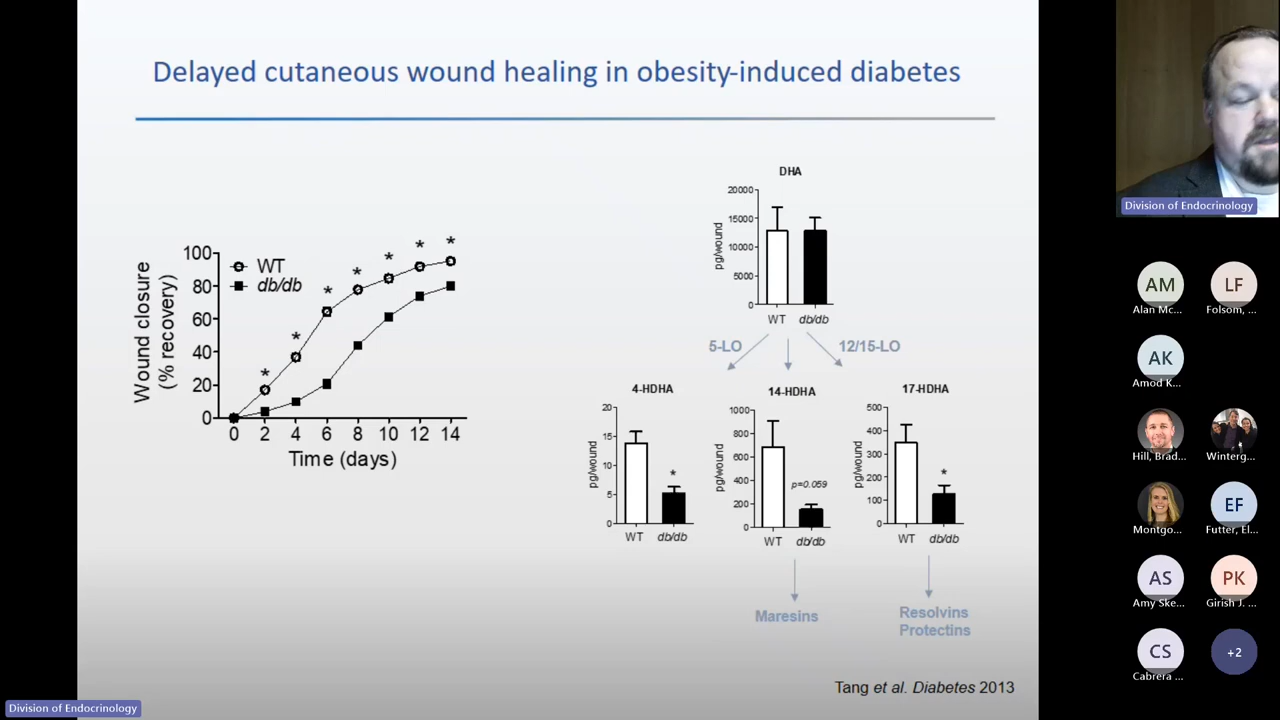 Delayed cutaneous wound healing in obesity-induced diabetes
Wound closure
(% recovery)
100
80
60
40
20
0
WT
db/db
*
*
*
*
*
*
*
0 2 4 6 8 10 12 14
Time (days)
DHA
pg/wound
20000
15000
10000
5000
0
WT db/db
5-LO
12/15-LO
4-HDHA
pg/wound
20
15
10
5
0
*
WT db/db
14-HDHA
pg/wound
1000
800
600
400
200
0
p=0.059
WT db/db
17-HDHA
pg/wound
500
400
300
200
100
0
*
WT db/db
Maresins
Resolvins
Protectins
Tang et al. Diabetes 2013
Division of Endocrinology
Division of Endocrinology
AM
Alan Mc...
LF
Folsom, ...
AK
Amod K...
Hill, Brad...
Winterg...
Montgo...
EF
Futter, El...
AS
Amy Ske...
PK
Girish J. ...
CS
Cabrera ...
+2